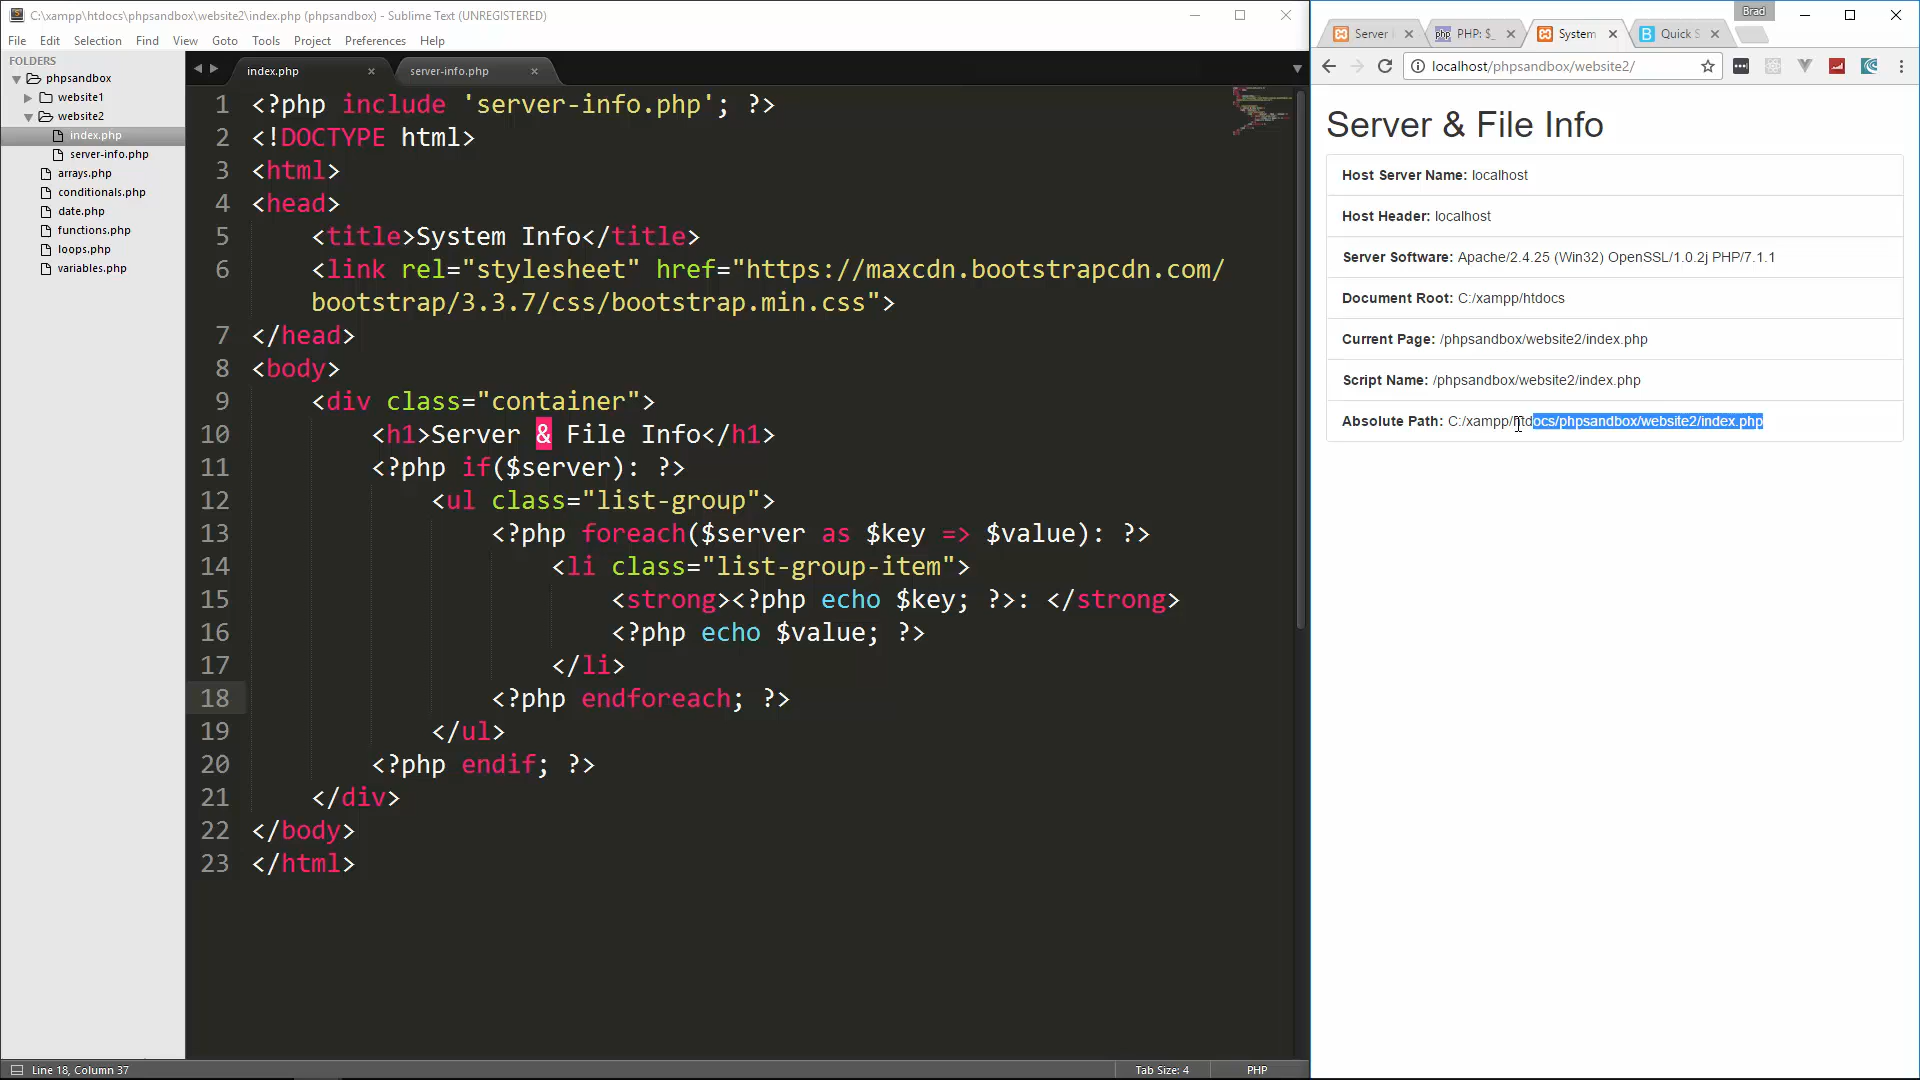 C:\xampp\htdocs\phpsandbox\website2\index.php (phpsandbox) - Sublime Text (UNREGISTERED)
File Edit Selection Find View Goto Tools Project Preferences Help
FOLDERS
phpsandbox
website1
website2
index.php
server-info.php
arrays.php
conditionals.php
date.php
functions.php
loops.php
variables.php
index.php
server-info.php
1 <?php include 'server-info.php'; ?>
2 <!DOCTYPE html>
3 <html>
4 <head>
5 <title>System Info</title>
6 <link rel="stylesheet" href="https://maxcdn.bootstrapcdn.com/
bootstrap/3.3.7/css/bootstrap.min.css">
7 </head>
8 <body>
9 <div class="container">
10 <h1>Server & File Info</h1>
11 <?php if($server): ?>
12 <ul class="list-group">
13 <?php foreach($server as $key => $value): ?>
14 <li class="list-group-item">
15 <strong><?php echo $key; ?>: </strong>
16 <?php echo $value; ?>
17 </li>
18 <?php endforeach; ?>
19 </ul>
20 <?php endif; ?>
21 </div>
22 </body>
23 </html>
Line 18, Column 37
Tab Size: 4
PHP
Brad
Server
php PHP: $_
System
B Quick S
localhost/phpsandbox/website2/
Server & File Info
Host Server Name: localhost
Host Header: localhost
Server Software: Apache/2.4.25 (Win32) OpenSSL/1.0.2j PHP/7.1.1
Document Root: C:/xampp/htdocs
Current Page: /phpsandbox/website2/index.php
Script Name: /phpsandbox/website2/index.php
Absolute Path: C:/xampp/htdocs/phpsandbox/website2/index.php